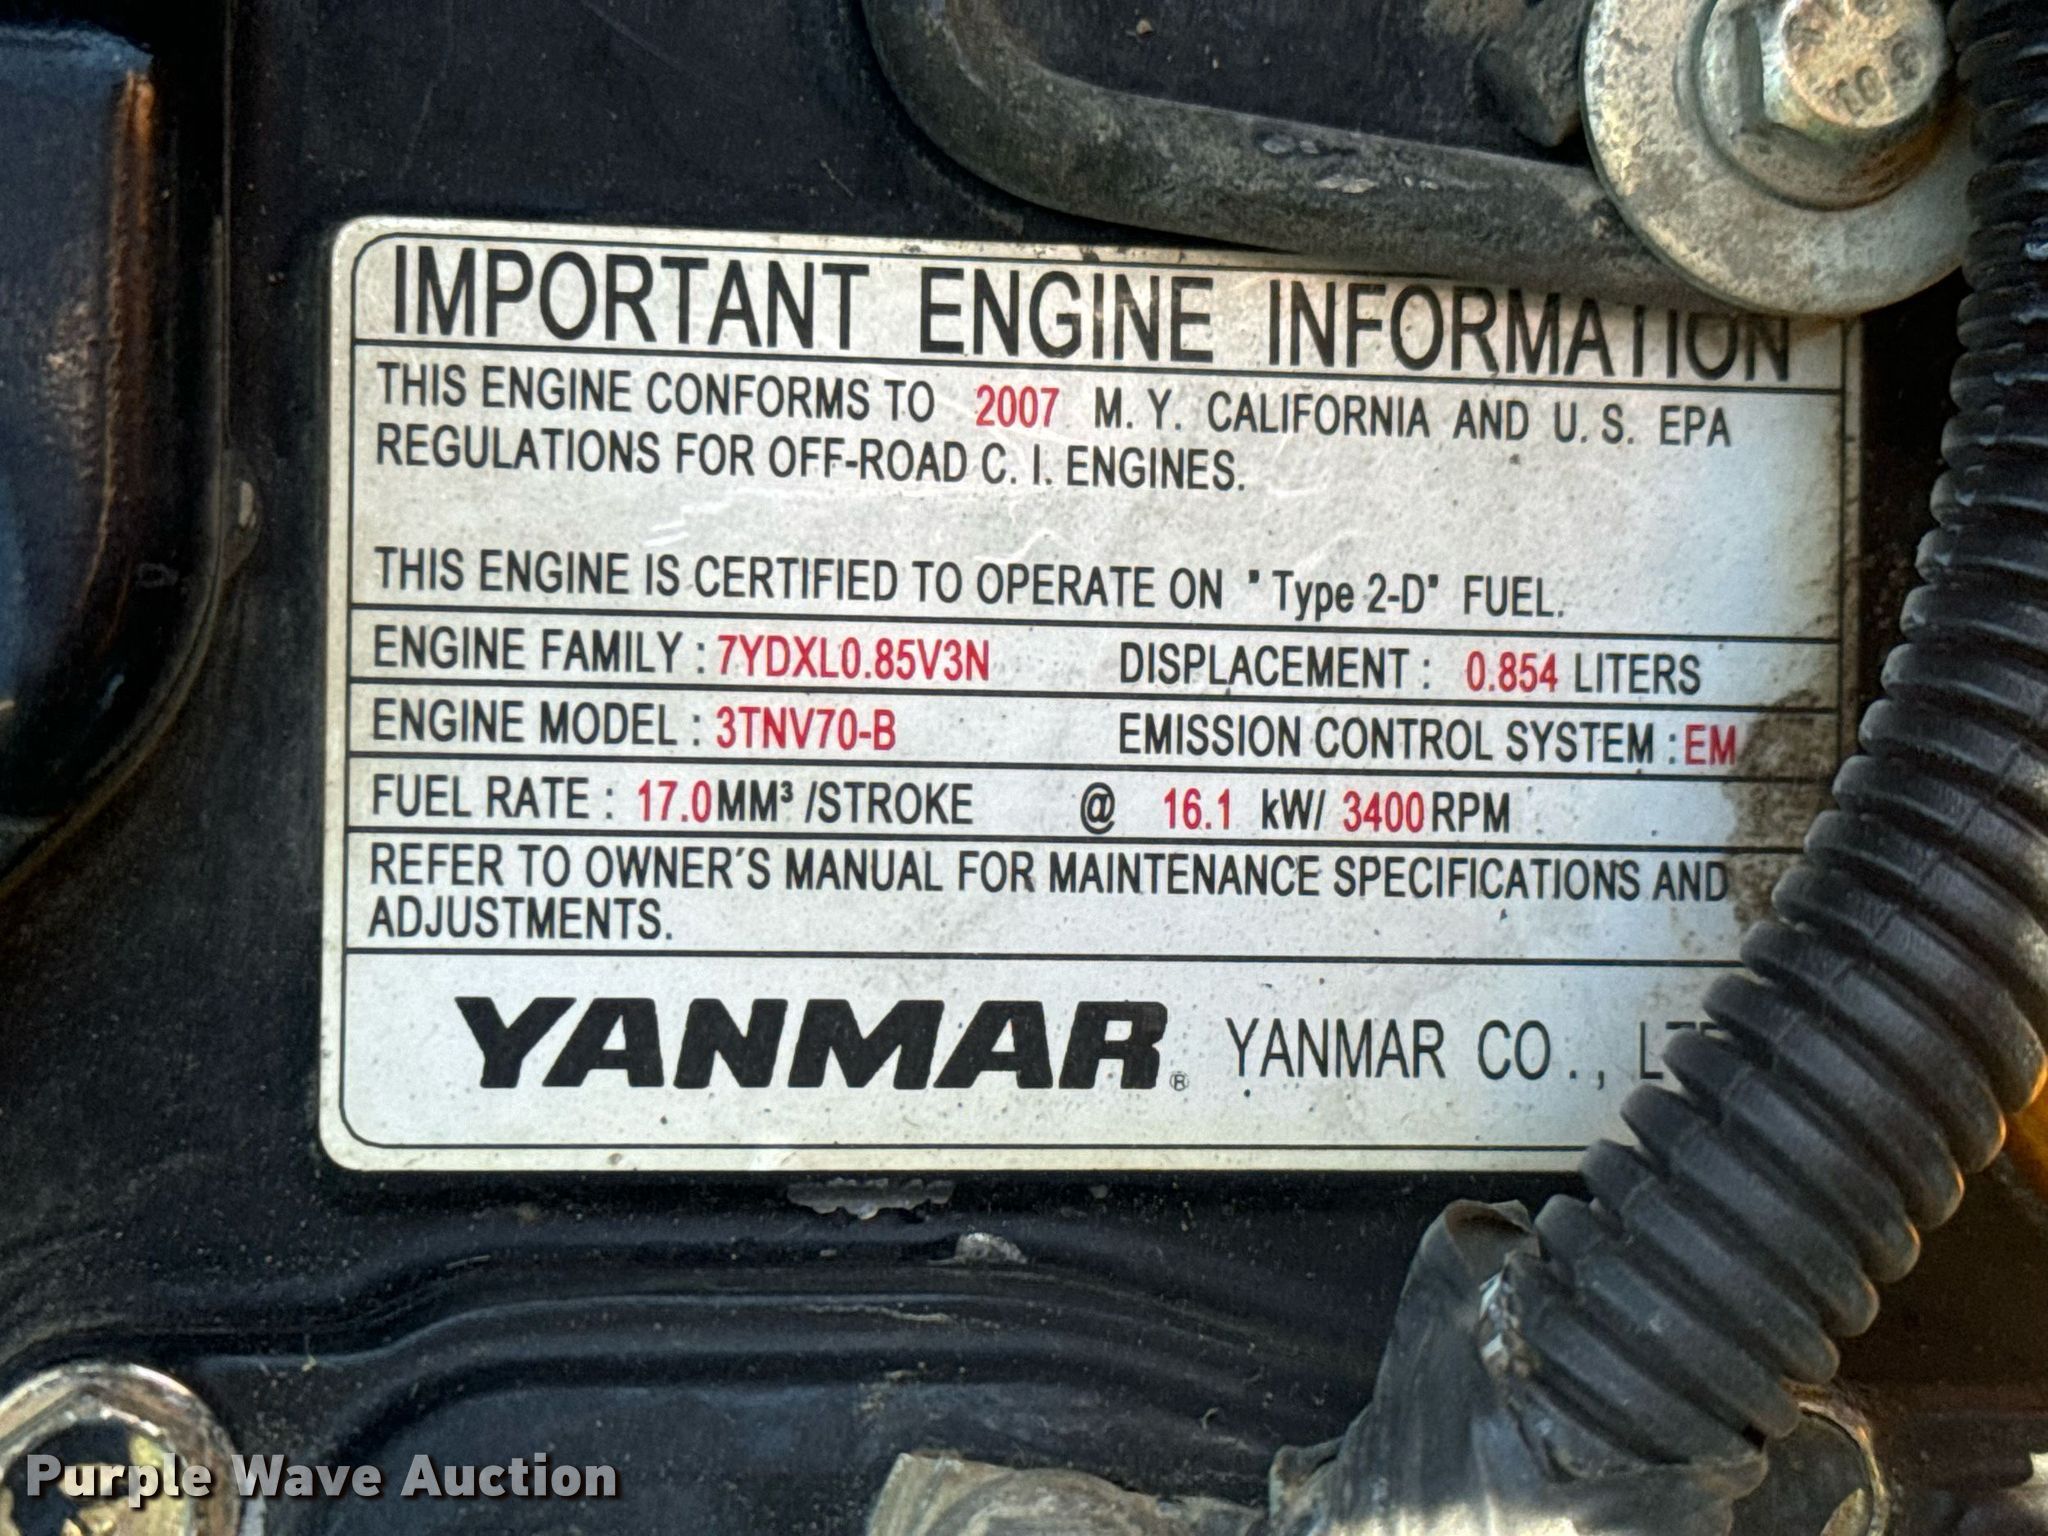 IMPORTANT ENGINE INFORMATION
THIS ENGINE CONFORMS TO 2007 M. Y. CALIFORNIA AND U. S. EPA
REGULATIONS FOR OFF-ROAD C. I. ENGINES.
THIS ENGINE IS CERTIFIED TO OPERATE ON "Type 2-D" FUEL.
ENGINE FAMILY : 7YDXL0.85V3N DISPLACEMENT : 0.854 LITERS
ENGINE MODEL : 3TNV70-B EMISSION CONTROL SYSTEM : EM
FUEL RATE : 17.0MM³ /STROKE @ 16.1 kW/ 3400RPM
REFER TO OWNER'S MANUAL FOR MAINTENANCE SPECIFICATIONS AND
ADJUSTMENTS.
YANMAR® YANMAR CO.,
Purple Wave Auction